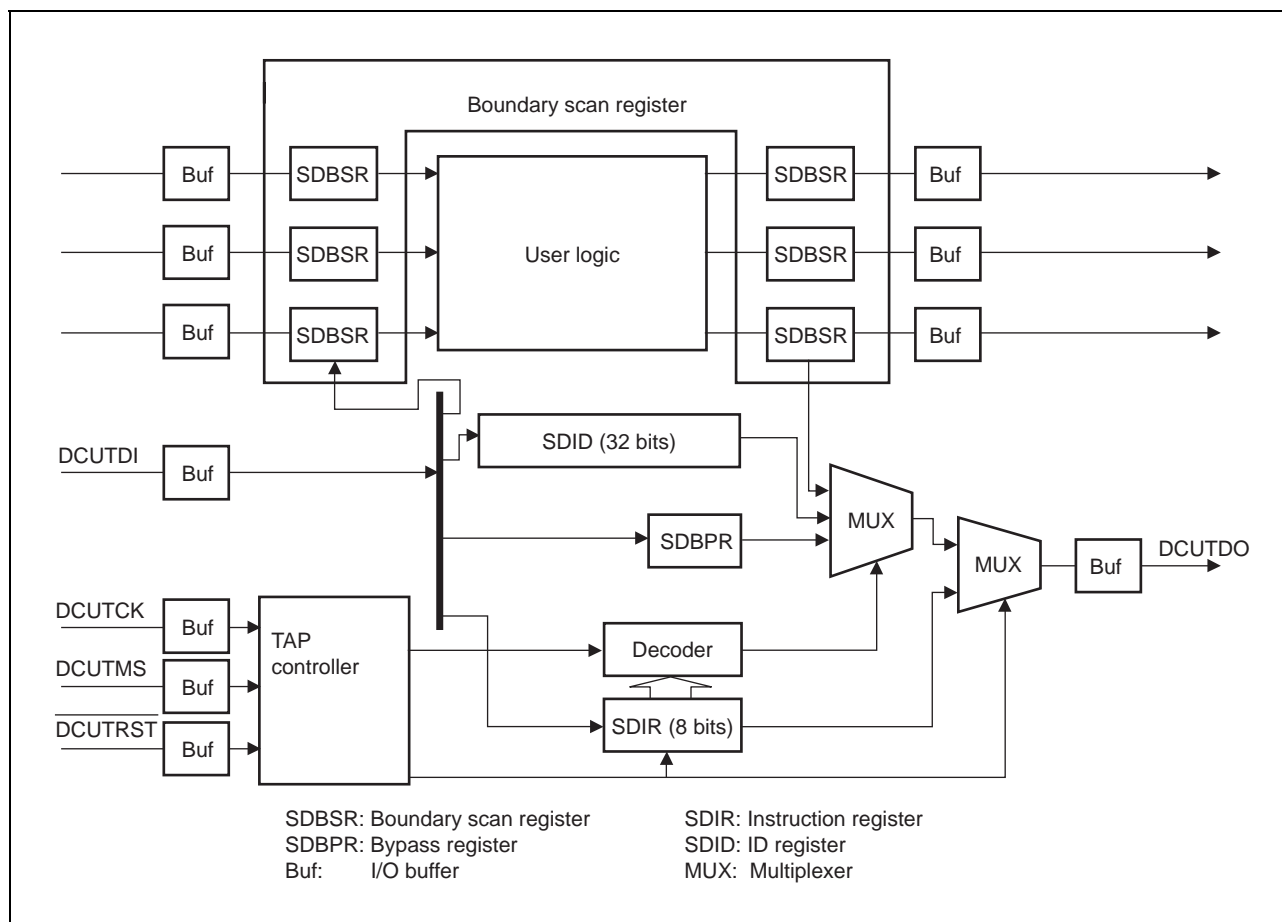 Boundary scan register
Buf SDBSR SDBSR Buf
Buf SDBSR User logic SDBSR Buf
Buf SDBSR SDBSR Buf
DCUTDI Buf SDID (32 bits)
MUX
SDBPR MUX Buf DCUTDO
DCUTCK Buf
TAP controller
Decoder
DCUTMS Buf
DCUTRST Buf SDIR (8 bits)
SDBSR: Boundary scan register SDIR: Instruction register
SDBPR: Bypass register SDID: ID register
Buf: I/O buffer MUX: Multiplexer